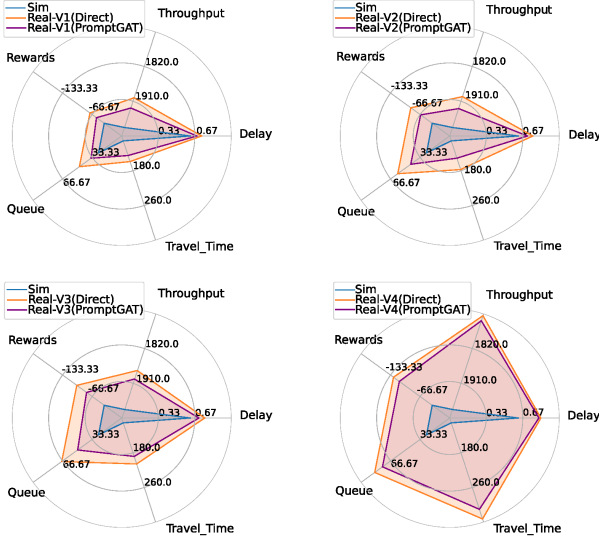 Sim
Real-V1(Direct)
Real-V1(PromptGAT)
Throughput
Rewards
1820.0
-133.33
1910.0
-66.67
0.33
0.67
Delay
33.33
180.0
66.67
Queue
260.0
Travel_Time
Sim
Real-V2(Direct)
Real-V2(PromptGAT)
Throughput
Rewards
1820.0
-133.33
1910.0
-66.67
0.33
0.67
Delay
33.33
180.0
66.67
Queue
260.0
Travel_Time
Sim
Real-V3(Direct)
Real-V3(PromptGAT)
Throughput
Rewards
1820.0
-133.33
1910.0
-66.67
0.33
0.67
Delay
33.33
180.0
66.67
Queue
260.0
Travel_Time
Sim
Real-V4(Direct)
Real-V4(PromptGAT)
Throughput
Rewards
1820.0
-133.33
1910.0
-66.67
0.33
0.67
Delay
33.33
180.0
66.67
Queue
260.0
Travel_Time